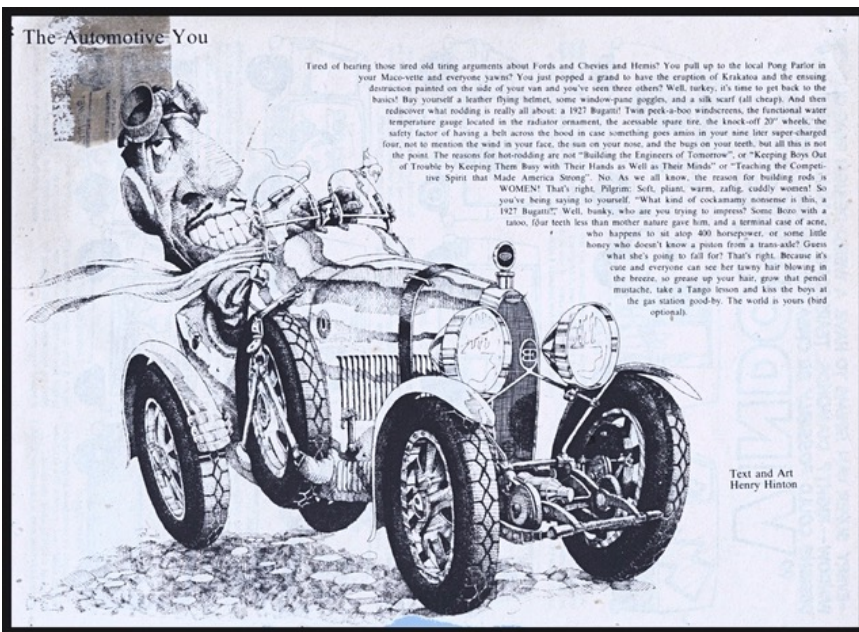 The Automotive You
Tired of hearing those tired old tiring arguments about Fords and Chevies and Hemis? You pull up to the local Pong Parlor in
your Maco-vette and everyone yawns? You just popped a grand to have the eruption of Krakatoa and the ensuing
destruction painted on the side of your van and you've seen three others? Well, turkey, it's time to get back to the
basics! Buy yourself a leather flying helmet, some window-pane goggles, and a silk scarf (all cheap). And then
rediscover what rodding is really all about: a 1927 Bugatti! Twin peek-a-boo windscreens, the functional water
temperature gauge located in the radiator ornament, the acessable spare tire, the knock-off 20" wheels, the
safety factor of having a belt across the hood in case something goes amiss in your nine liter super-charged
four, not to mention the wind in your face, the sun on your nose, and the bugs on your teeth, but all this is not
the point. The reasons for hot-rodding are not "Building the Engineers of Tomorrow", or "Keeping Boys Out
of Trouble by Keeping Them Busy with Their Hands as Well as Their Minds" or "Teaching the Competi-
tive Spirit that Made America Strong". No. As we all know, the reason for building rods is
WOMEN! That's right, Pilgrim: Soft, pliant, warm, zaftig, cuddly women! So
you've being saying to yourself, "What kind of cockamamy nonsense is this, a
1927 Bugatti?" Well, bunky, who are you trying to impress? Some Bozo with a
tatoo, four teeth less than mother nature gave him, and a terminal case of acne,
who happens to sit atop 400 horsepower, or some little
honey who doesn't know a piston from a trans-axle? Guess
what she's going to fall for? That's right. Because it's
cute and everyone can see her tawny hair blowing in
the breeze, so grease up your hair, grow that pencil
mustache, take a Tango lesson and kiss the boys at
the gas station good-by. The world is yours (bird
optional).
Text and Art
Henry Hinton